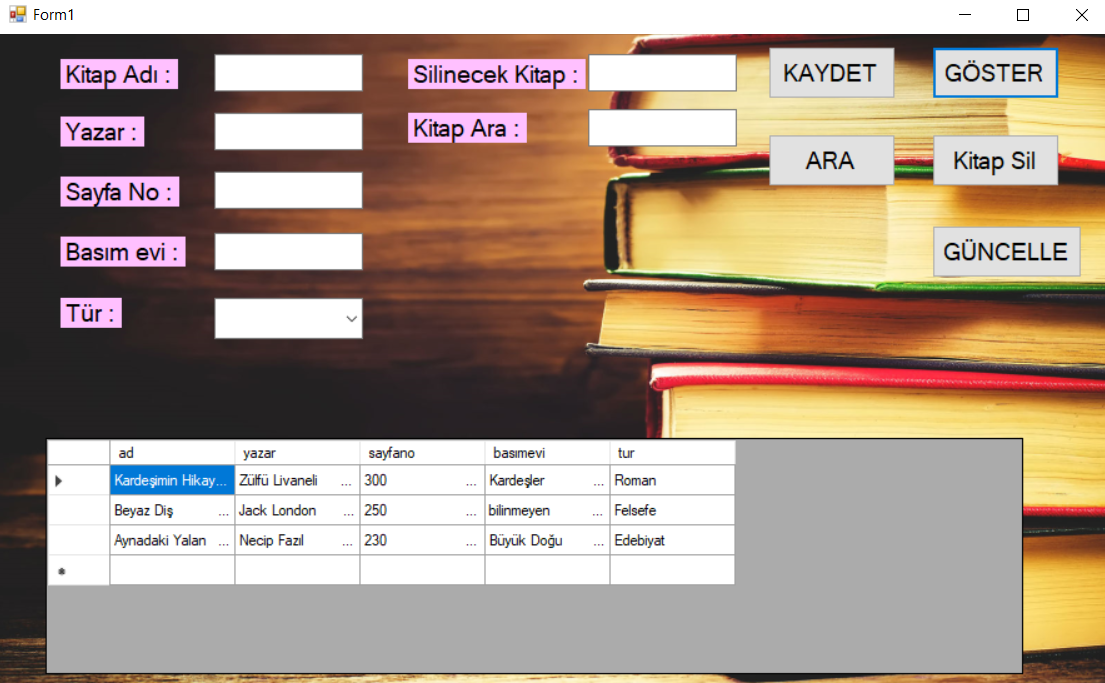 Form1
Kitap Adı :
Silinecek Kitap :
KAYDET
GÖSTER
Yazar :
Kitap Ara :
ARA
Kitap Sil
Sayfa No :
Basım evi :
GÜNCELLE
Tür :
ad yazar sayfano basımevi tur
Kardeşimin Hikay... Zülfü Livaneli ... 300 ... Kardeşler ... Roman
Beyaz Diş ... Jack London ... 250 ... bilinmeyen ... Felsefe
Aynadaki Yalan ... Necip Fazıl ... 230 ... Büyük Doğu ... Edebiyat